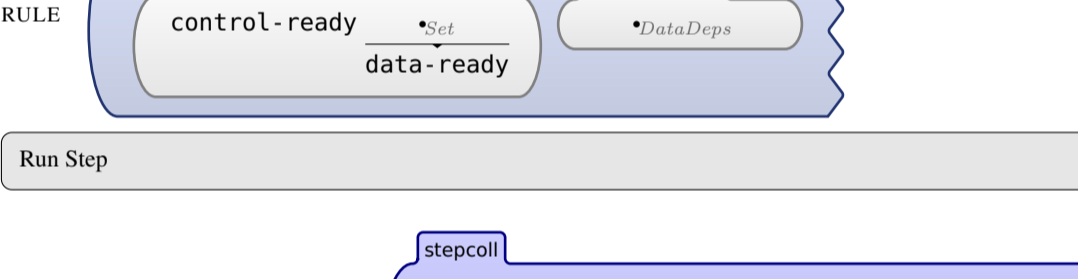 RULE
control-ready •Set •DataDeps
data-ready
Run Step
stepcoll